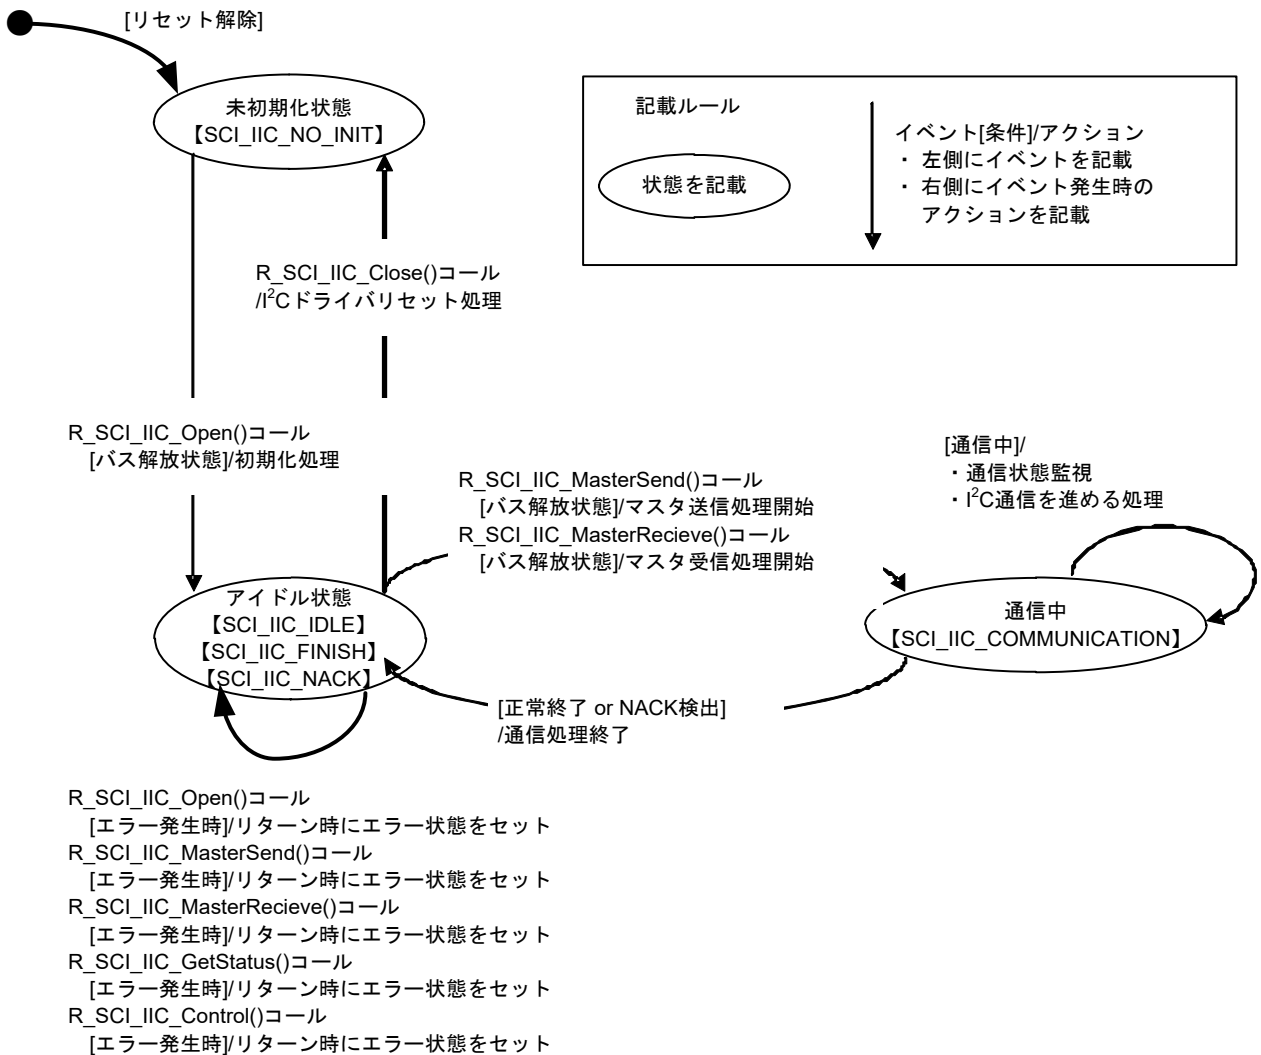 [リセット解除]
未初期化状態
【SCI_IIC_NO_INIT】
記載ルール
状態を記載
イベント[条件]/アクション
・ 左側にイベントを記載
・ 右側にイベント発生時の
アクションを記載
R_SCI_IIC_Close()コール
/I²Cドライバリセット処理
R_SCI_IIC_Open()コール
[バス解放状態]/初期化処理
R_SCI_IIC_MasterSend()コール
[バス解放状態]/マスタ送信処理開始
R_SCI_IIC_MasterRecieve()コール
[バス解放状態]/マスタ受信処理開始
[通信中]/
・通信状態監視
・I²C通信を進める処理
アイドル状態
【SCI_IIC_IDLE】
【SCI_IIC_FINISH】
【SCI_IIC_NACK】
通信中
【SCI_IIC_COMMUNICATION】
[正常終了 or NACK検出]
/通信処理終了
R_SCI_IIC_Open()コール
[エラー発生時]/リターン時にエラー状態をセット
R_SCI_IIC_MasterSend()コール
[エラー発生時]/リターン時にエラー状態をセット
R_SCI_IIC_MasterRecieve()コール
[エラー発生時]/リターン時にエラー状態をセット
R_SCI_IIC_GetStatus()コール
[エラー発生時]/リターン時にエラー状態をセット
R_SCI_IIC_Control()コール
[エラー発生時]/リターン時にエラー状態をセット